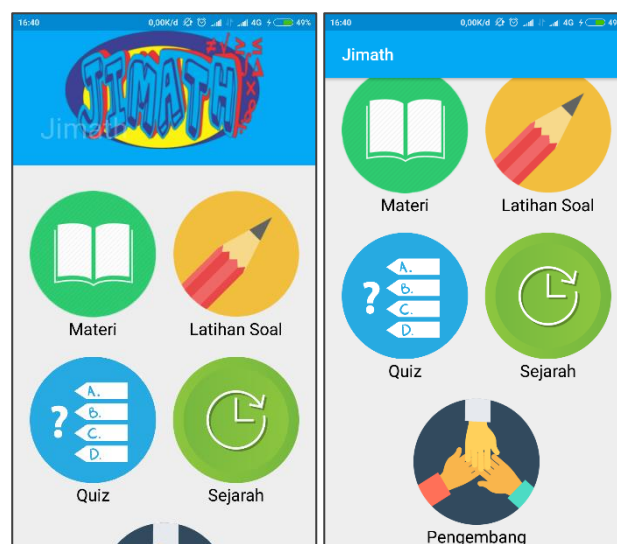 16:40 0,00K/d 4G 49%
JIMATH
Jimath
Materi Latihan Soal
A.
?
B.
C.
D.
Quiz Sejarah
16:40 0,00K/d 4G 49
Jimath
Materi Latihan Soal
A.
?
B.
C.
D.
Quiz Sejarah
Pengembang